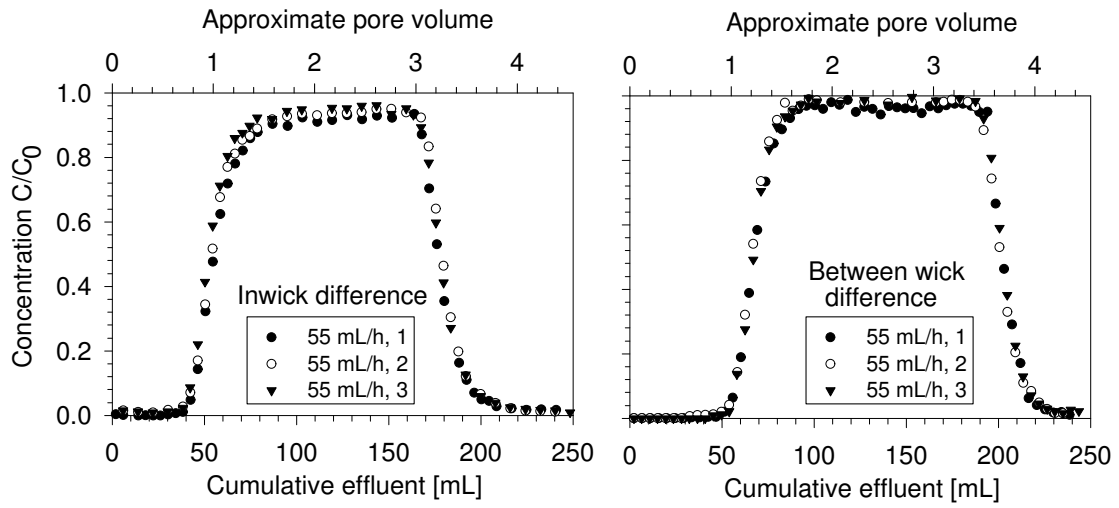 Approximate pore volume
0 1 2 3 4
1.0
0.8
0.6
0.4
0.2
0.0
Concentration C/C0
Inwick difference
55 mL/h, 1
55 mL/h, 2
55 mL/h, 3
0 50 100 150 200 250
Cumulative effluent [mL]
Approximate pore volume
0 1 2 3 4
Between wick
difference
55 mL/h, 1
55 mL/h, 2
55 mL/h, 3
0 50 100 150 200 250
Cumulative effluent [mL]